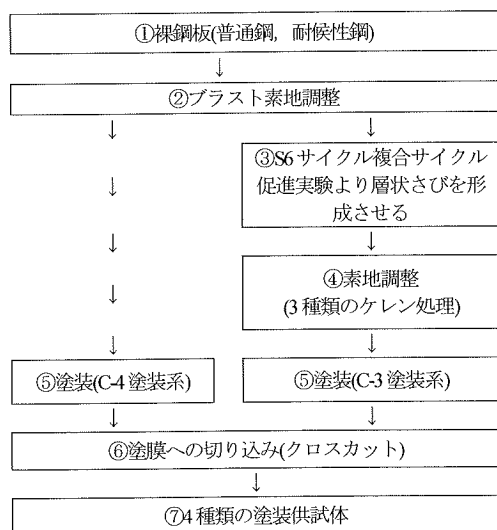 ①裸鋼板(普通鋼，耐候性鋼)
↓
②ブラスト素地調整
↓ ↓
↓ ③S6サイクル複合サイクル
促進実験より層状さびを形
成させる
↓ ↓
↓ ④素地調整
(3種類のケレン処理)
↓ ↓
⑤塗装(C-4塗装系) ⑤塗装(C-3塗装系)
↓ ↓
⑥塗膜への切り込み(クロスカット)
↓
⑦4種類の塗装供試体